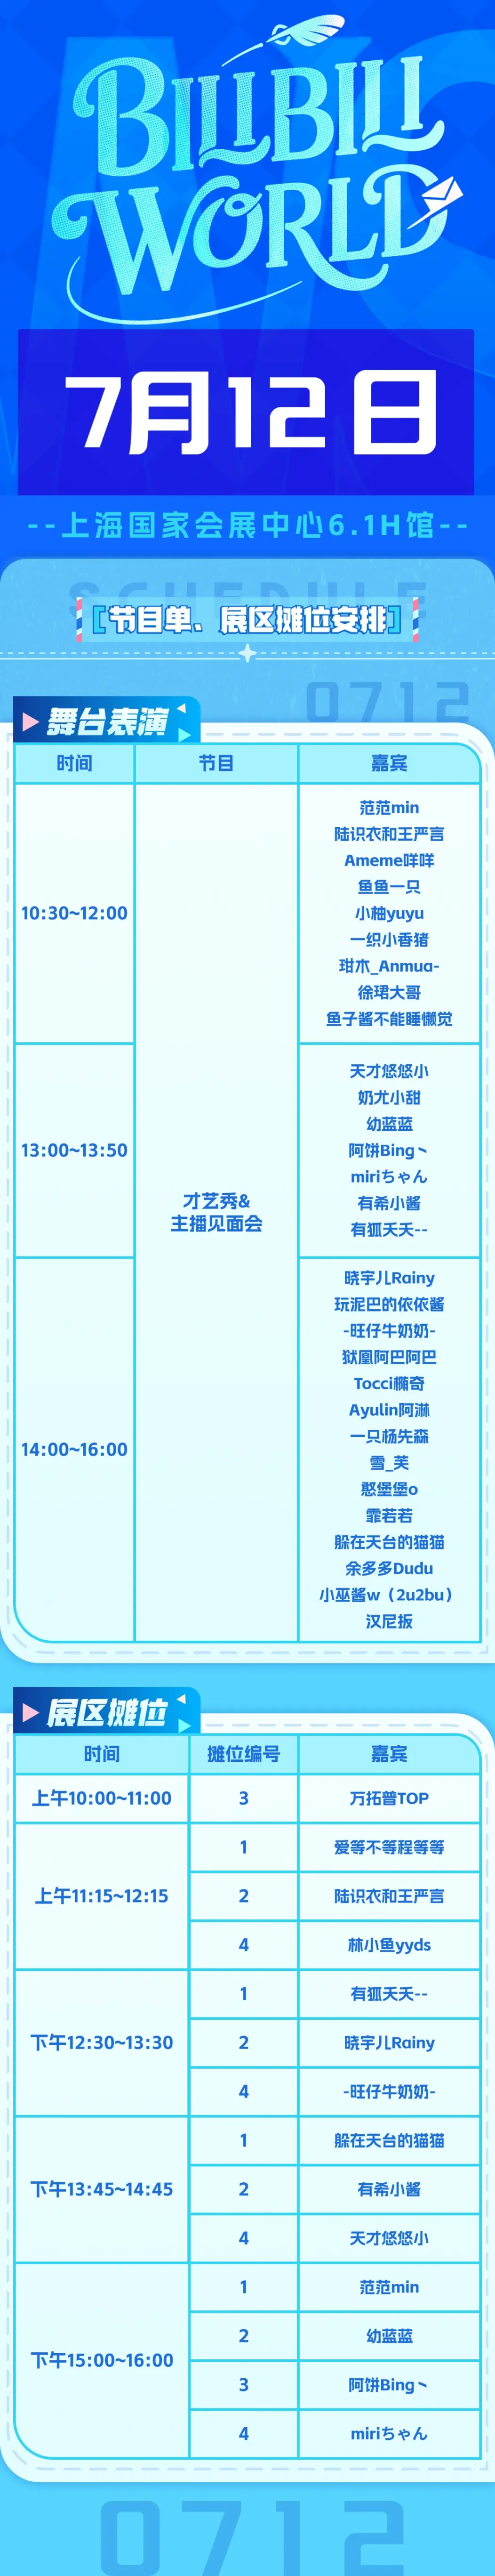 BILIBILI
WORLD
7月12日
--上海国家会展中心6.1H馆--
SCHEDULE
[节目单、展区摊位安排]
0712
舞台表演
时间 节目 嘉宾
10:30~12:00
范范min
陆识衣和王严言
Ameme咩咩
鱼鱼一只
小柚yuyu
一织小香猪
玵木_Anmua-
徐珺大哥
鱼子酱不能睡懒觉
13:00~13:50
天才悠悠小
奶尤小甜
幼蓝蓝
阿饼Bing丶
miriちゃん
有希小酱
有狐夭夭--
才艺秀&
主播见面会
14:00~16:00
晓宇儿Rainy
玩泥巴的依依酱
-旺仔牛奶奶-
狱凰阿巴阿巴
Tocci椭奇
Ayulin阿淋
一只杨先森
雪_芙
憨堡堡o
霏若若
躲在天台的猫猫
余多多Dudu
小巫酱w（2u2bu）
汉尼扳
展区摊位
时间 摊位编号 嘉宾
上午10:00~11:00 3 万拓普TOP
上午11:15~12:15
1 爱等不等程等等
2 陆识衣和王严言
4 林小鱼yyds
下午12:30~13:30
1 有狐夭夭--
2 晓宇儿Rainy
4 -旺仔牛奶奶-
下午13:45~14:45
1 躲在天台的猫猫
2 有希小酱
4 天才悠悠小
下午15:00~16:00
1 范范min
2 幼蓝蓝
3 阿饼Bing丶
4 miriちゃん
0712